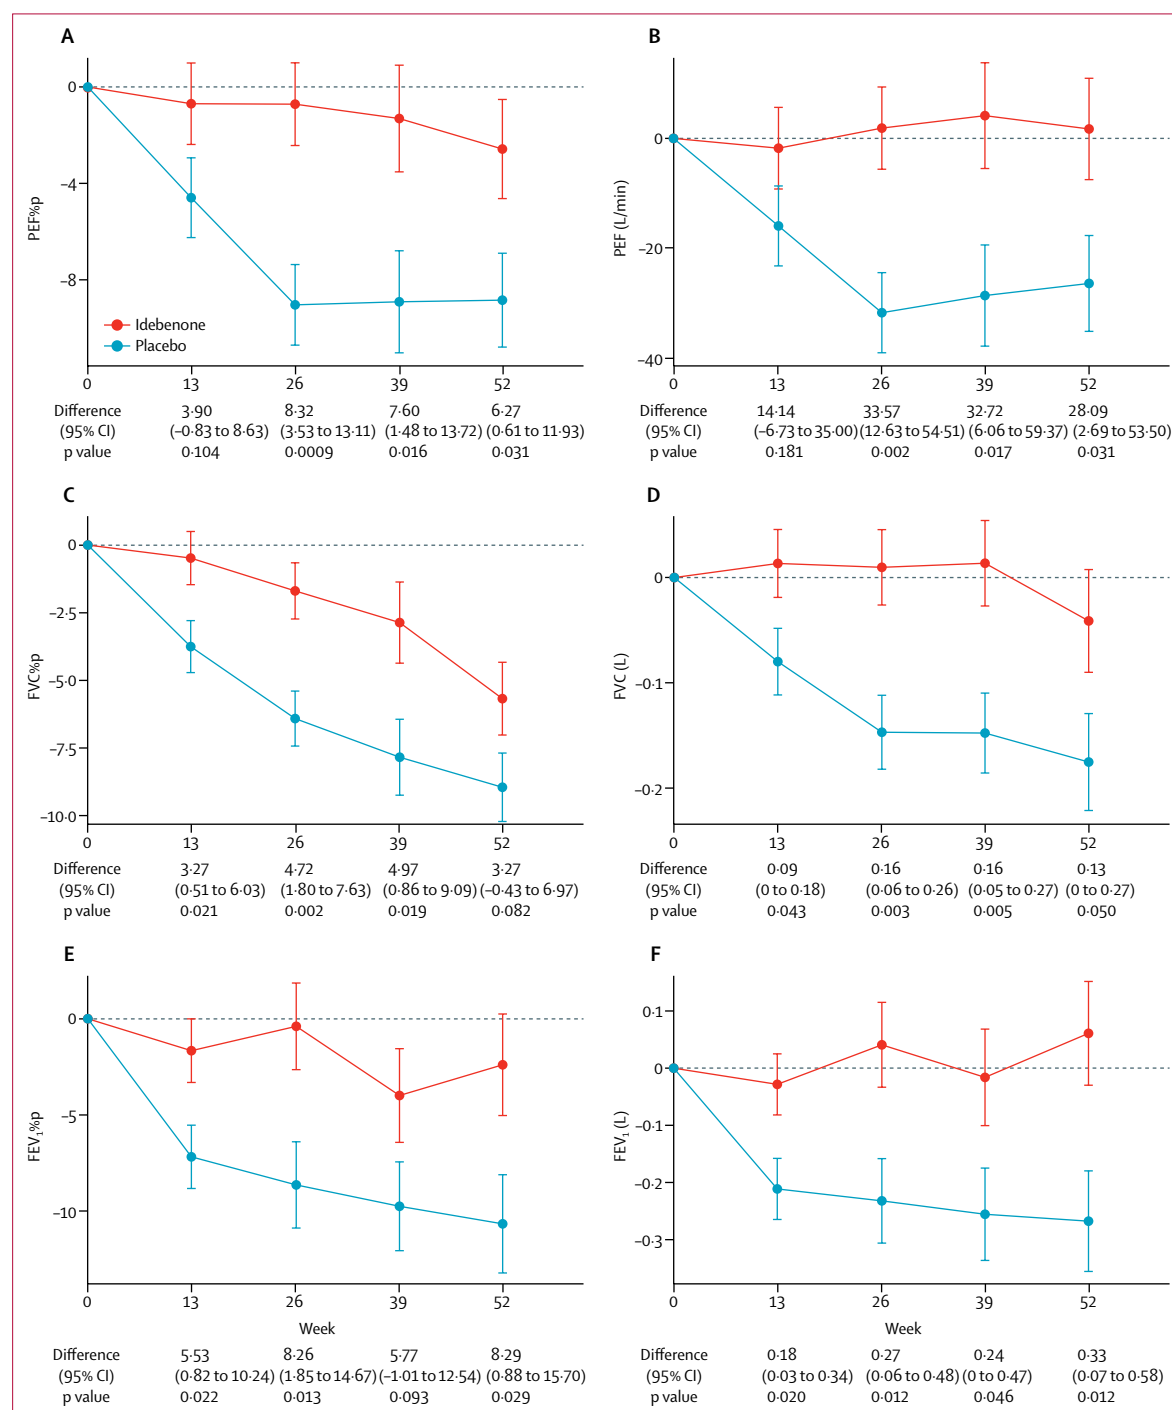 A
0
−4
−8
PEF%p
Idebenone
Placebo
0 13 26 39 52
Difference 3·90 8·32 7·60 6·27
(95% CI) (−0·83 to 8·63) (3·53 to 13·11) (1·48 to 13·72) (0·61 to 11·93)
p value 0·104 0·0009 0·016 0·031
B
0
−20
−40
PEF (L/min)
0 13 26 39 52
Difference 14·14 33·57 32·72 28·09
(95% CI) (−6·73 to 35·00) (12·63 to 54·51) (6·06 to 59·37) (2·69 to 53·50)
p value 0·181 0·002 0·017 0·031
C
0
−2·5
−5·0
−7·5
−10·0
FVC%p
0 13 26 39 52
Difference 3·27 4·72 4·97 3·27
(95% CI) (0·51 to 6·03) (1·80 to 7·63) (0·86 to 9·09) (−0·43 to 6·97)
p value 0·021 0·002 0·019 0·082
D
0
−0·1
−0·2
FVC (L)
0 13 26 39 52
Difference 0·09 0·16 0·16 0·13
(95% CI) (0 to 0·18) (0·06 to 0·26) (0·05 to 0·27) (0 to 0·27)
p value 0·043 0·003 0·005 0·050
E
0
−5
−10
FEV₁%p
0 13 26 39 52
Week
Difference 5·53 8·26 5·77 8·29
(95% CI) (0·82 to 10·24) (1·85 to 14·67) (−1·01 to 12·54) (0·88 to 15·70)
p value 0·022 0·013 0·093 0·029
F
0·1
0
−0·1
−0·2
−0·3
FEV₁ (L)
0 13 26 39 52
Week
Difference 0·18 0·27 0·24 0·33
(95% CI) (0·03 to 0·34) (0·06 to 0·48) (0 to 0·47) (0·07 to 0·58)
p value 0·020 0·012 0·046 0·012